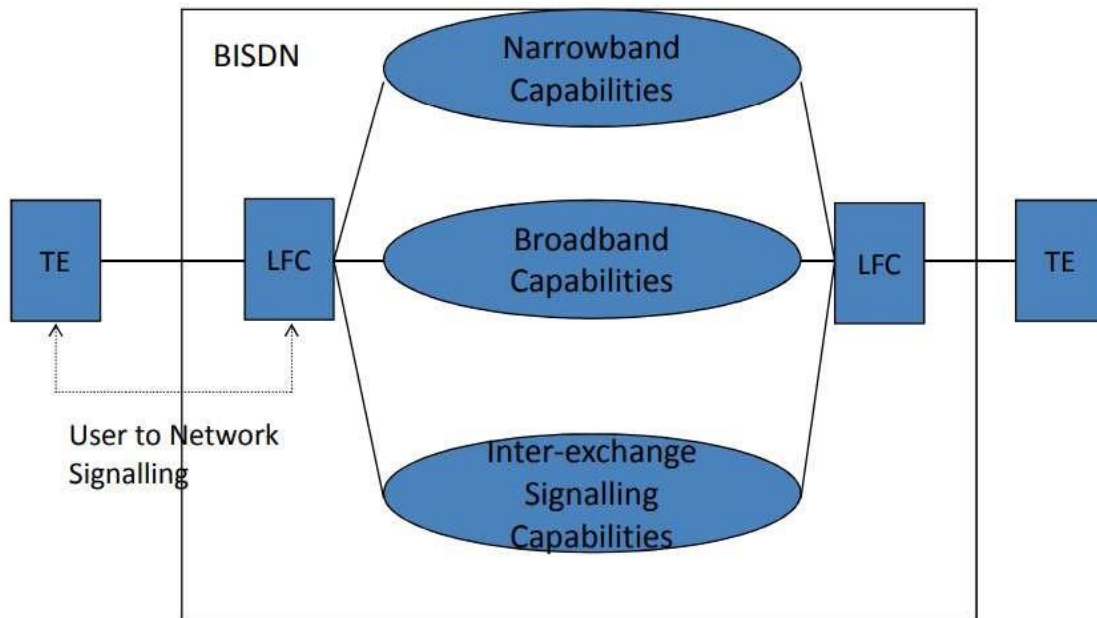 BISDN
Narrowband
Capabilities
TE
LFC
Broadband
Capabilities
LFC
TE
User to Network
Signalling
Inter-exchange
Signalling
Capabilities